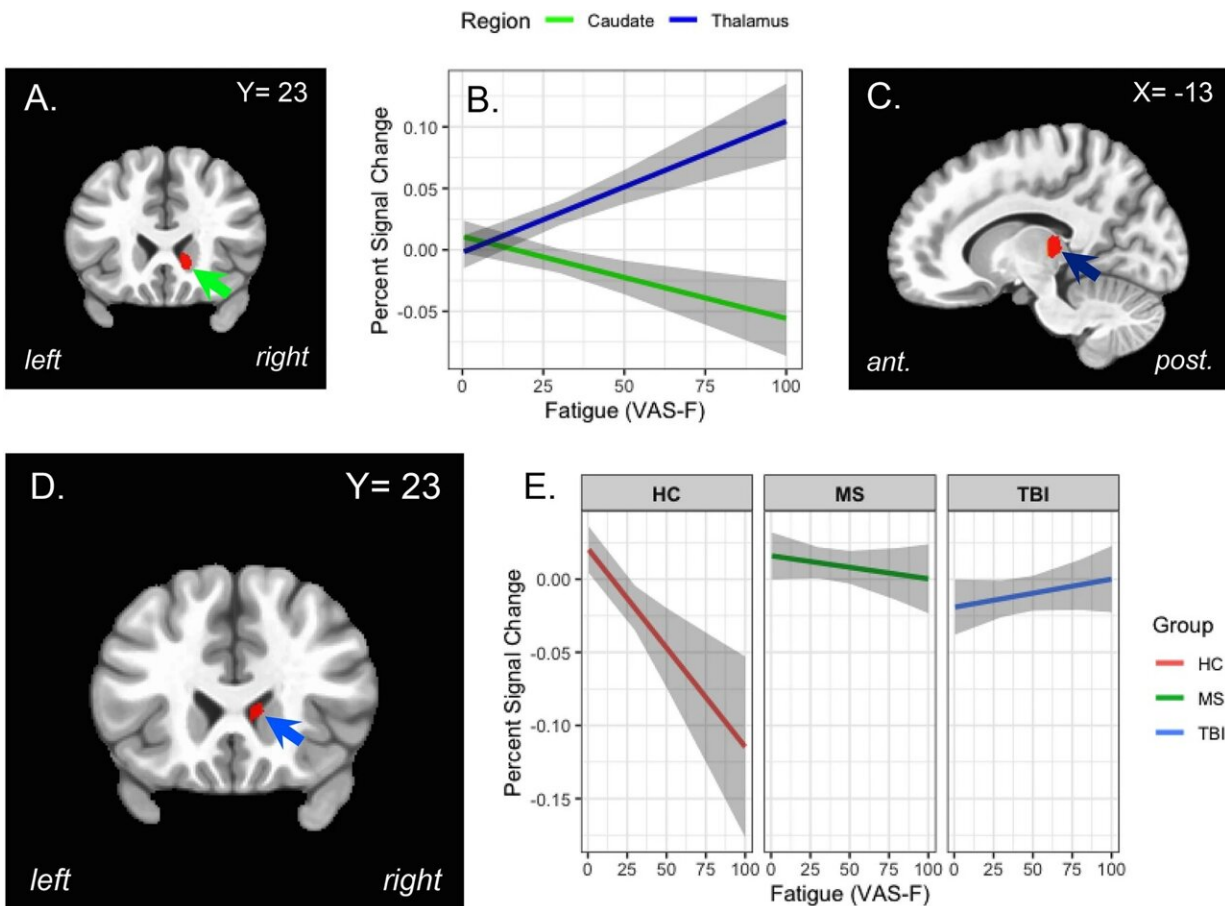 Region Caudate Thalamus
A. Y= 23
left right
B.
Percent Signal Change
0.10
0.05
0.00
-0.05
0 25 50 75 100
Fatigue (VAS-F)
C. X= -13
ant. post.
D. Y= 23
left right
E.
HC MS TBI
Percent Signal Change
0.00
-0.05
-0.10
-0.15
0 25 50 75 100 0 25 50 75 100 0 25 50 75 100
Fatigue (VAS-F)
Group
HC
MS
TBI